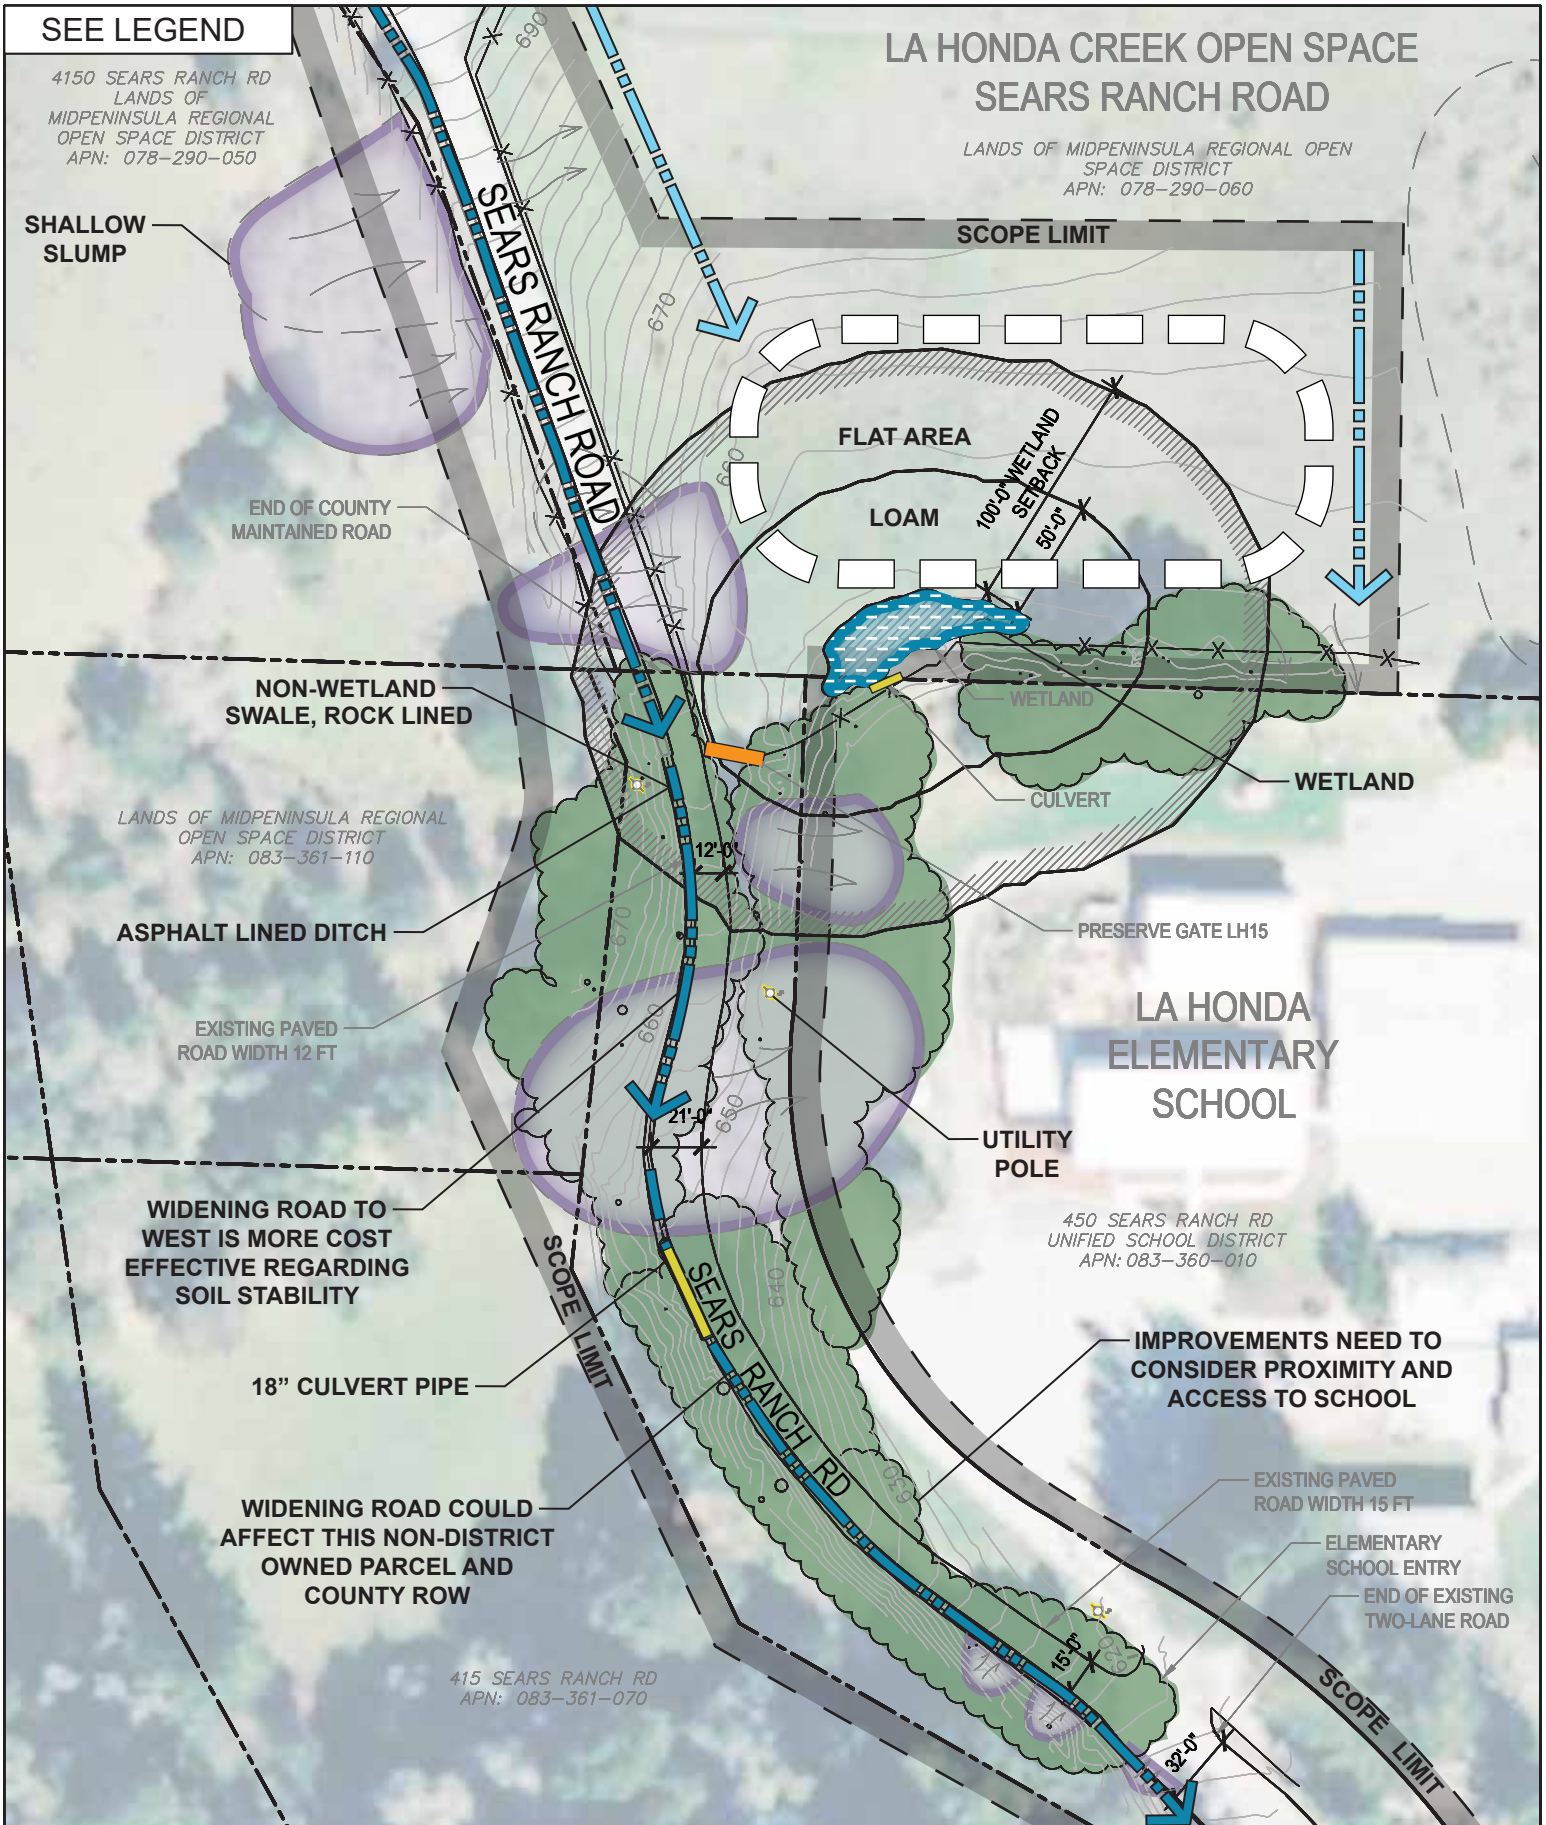 SEE LEGEND
4150 SEARS RANCH RD
LANDS OF
MIDPENINSULA REGIONAL
OPEN SPACE DISTRICT
APN: 078-290-050
690
LA HONDA CREEK OPEN SPACE
SEARS RANCH ROAD
LANDS OF MIDPENINSULA REGIONAL OPEN
SPACE DISTRICT
APN: 078-290-060
SHALLOW
SLUMP
SCOPE LIMIT
SEARS RANCH ROAD
670
FLAT AREA
660
LOAM
100'-0" WETLAND
SETBACK
50'-0"
END OF COUNTY
MAINTAINED ROAD
NON-WETLAND
SWALE, ROCK LINED
WETLAND
WETLAND
CULVERT
LANDS OF MIDPENINSULA REGIONAL
OPEN SPACE DISTRICT
APN: 083-361-110
12'-0"
670
ASPHALT LINED DITCH
PRESERVE GATE LH15
EXISTING PAVED
ROAD WIDTH 12 FT
660
LA HONDA
ELEMENTARY
SCHOOL
21'-0"
650
UTILITY
POLE
WIDENING ROAD TO
WEST IS MORE COST
EFFECTIVE REGARDING
SOIL STABILITY
450 SEARS RANCH RD
UNIFIED SCHOOL DISTRICT
APN: 083-360-010
SCOPE LIMIT
640
SEARS RANCH RD
18” CULVERT PIPE
IMPROVEMENTS NEED TO
CONSIDER PROXIMITY AND
ACCESS TO SCHOOL
630
EXISTING PAVED
ROAD WIDTH 15 FT
WIDENING ROAD COULD
AFFECT THIS NON-DISTRICT
OWNED PARCEL AND
COUNTY ROW
ELEMENTARY
SCHOOL ENTRY
END OF EXISTING
TWO-LANE ROAD
620
15'-0"
415 SEARS RANCH RD
APN: 083-361-070
SCOPE LIMIT
32'-0"